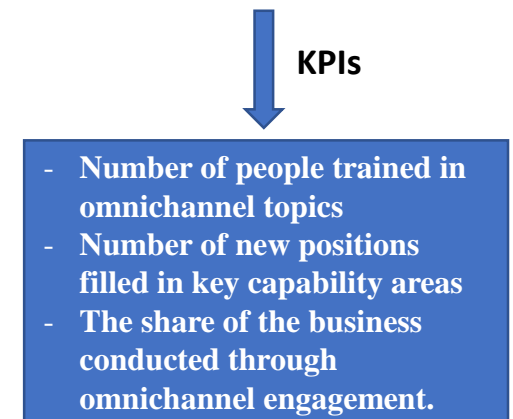 KPIs
- Number of people trained in
omnichannel topics
- Number of new positions
filled in key capability areas
- The share of the business
conducted through
omnichannel engagement.